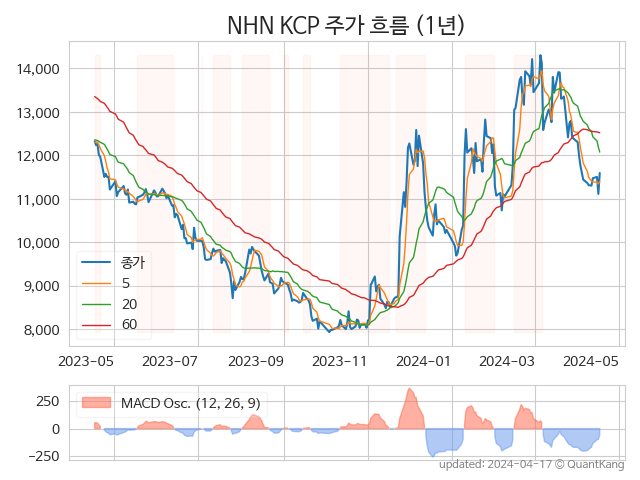 NHN KCP 주가 흐름 (1년)
14,000
13,000
12,000
11,000
10,000
9,000
8,000
종가
5
20
60
2023-05 2023-07 2023-09 2023-11 2024-01 2024-03 2024-05
250
0
−250
MACD Osc. (12, 26, 9)
updated: 2024-04-17 © QuantKang